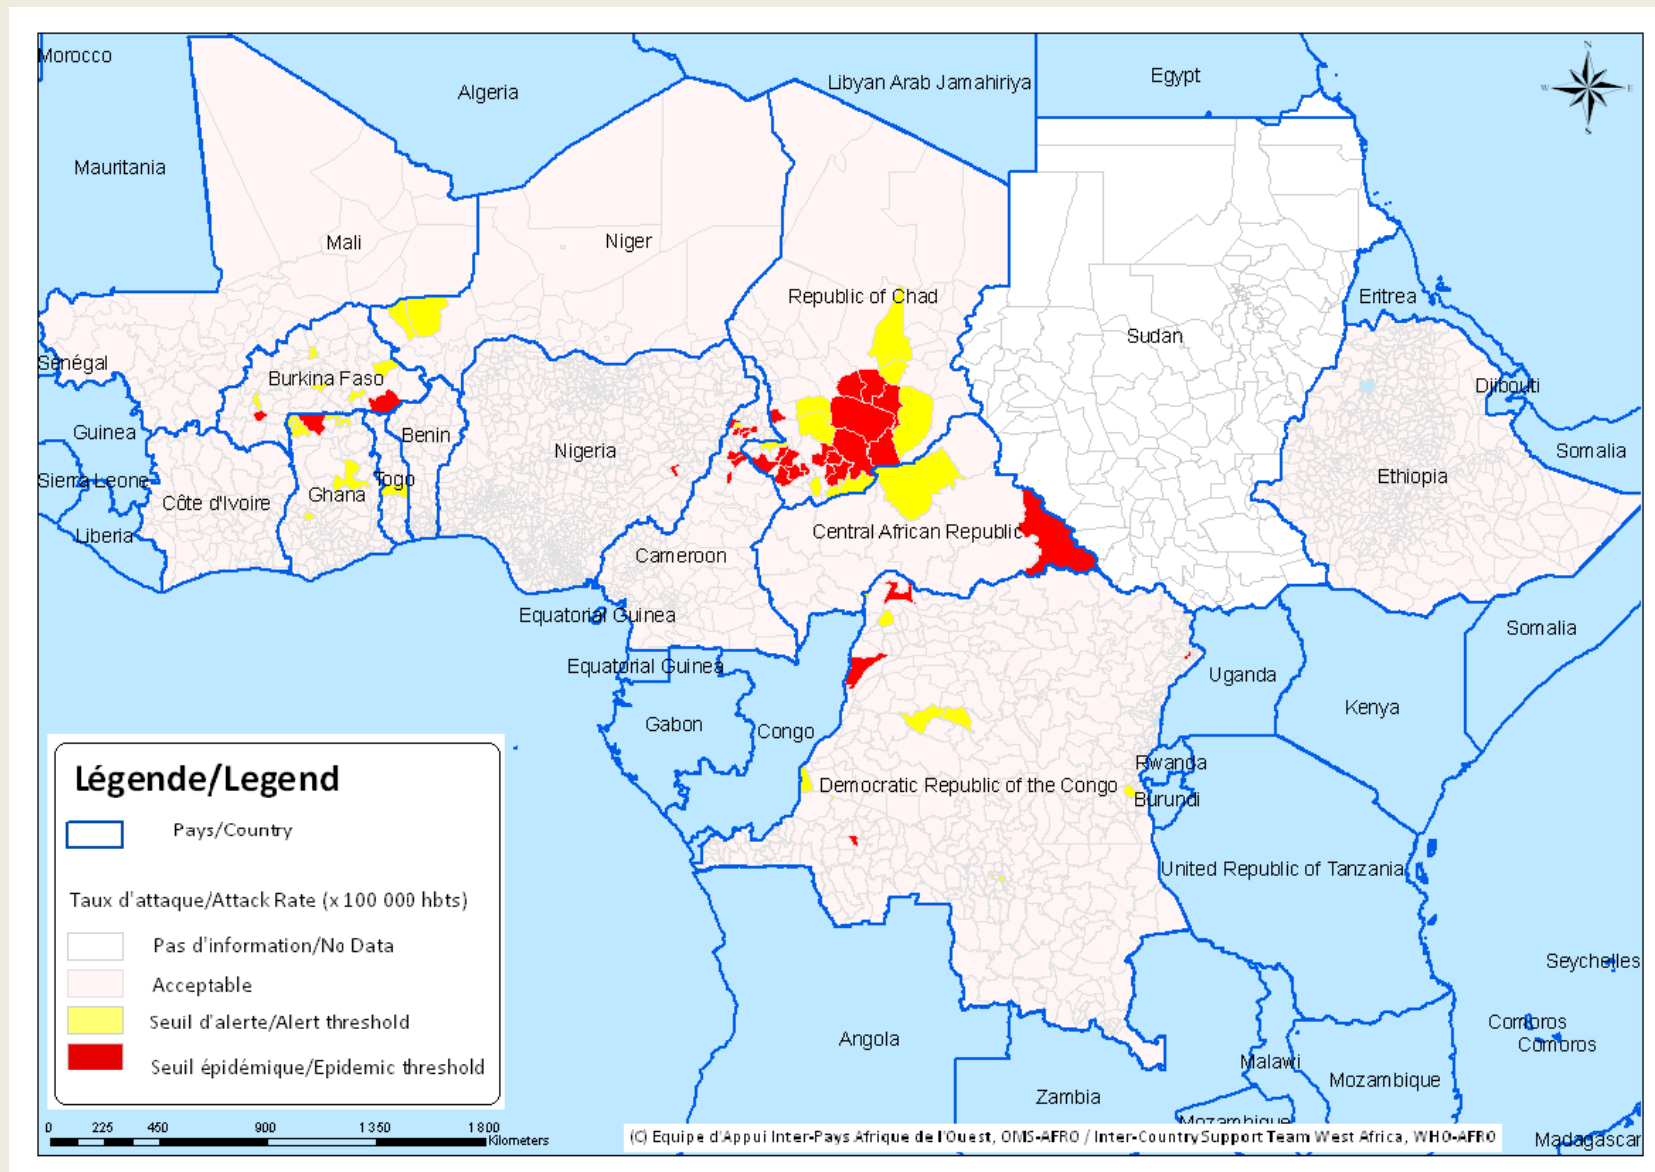 Morocco
Algeria
Libyan Arab Jamahiriya
Egypt
N
W
E
S
Mauritania
Mali
Niger
Republic of Chad
Eritrea
Sudan
Sénégal
Burkina Faso
Djibouti
Guinea
Benin
Nigeria
Somalia
Sierra Leone
Togo
Ghana
Côte d'Ivoire
Ethiopia
Liberia
Central African Republic
Cameroon
Equatorial Guinea
Somalia
Equatorial Guinea
Uganda
Gabon
Congo
Kenya
Rwanda
Democratic Republic of the Congo
Burundi
United Republic of Tanzania
Seychelles
Comoros
Comoros
Angola
Malawi
Mozambique
Zambia
Mozambique
Madagascar
Légende/Legend
Pays/Country
Taux d'attaque/Attack Rate (x 100 000 hbts)
Pas d'information/No Data
Acceptable
Seuil d'alerte/Alert threshold
Seuil épidémique/Epidemic threshold
0 225 450 900 1 350 1 800
Kilometers
(C) Equipe d'Appui Inter-Pays Afrique de l'Ouest, OMS-AFRO / Inter-Country Support Team West Africa, WHO-AFRO